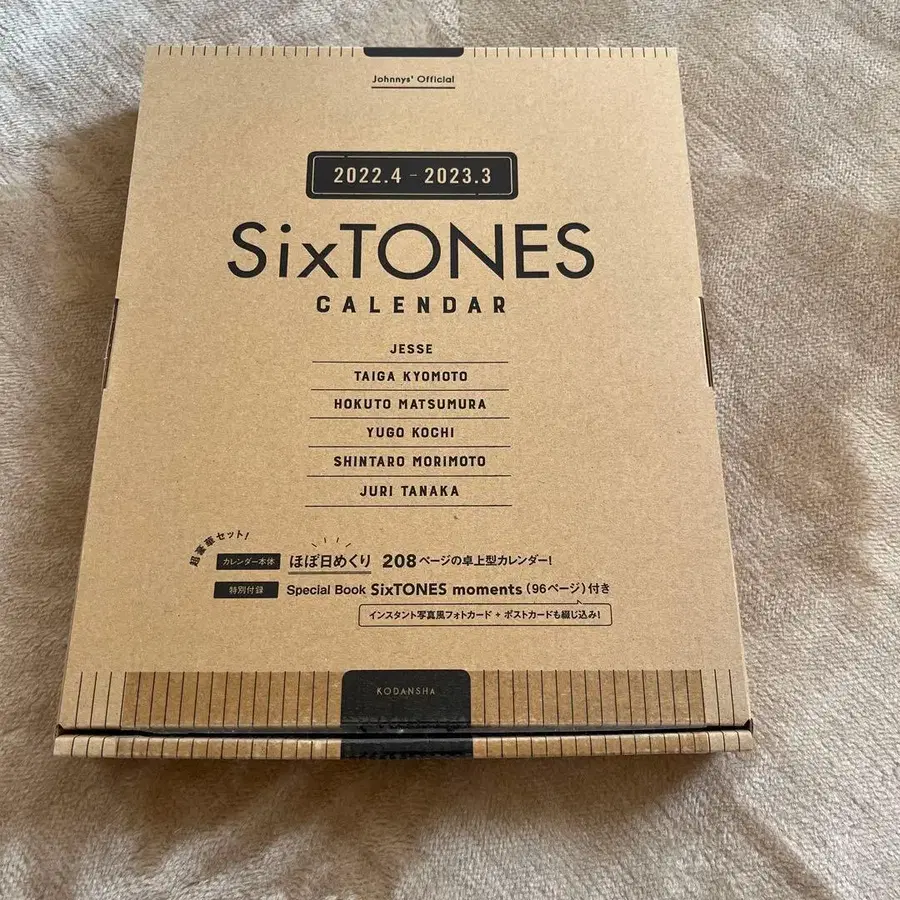 Johnnys' Official
2022.4 - 2023.3
SixTONES
CALENDAR
JESSE
TAIGA KYOMOTO
HOKUTO MATSUMURA
YUGO KOCHI
SHINTARO MORIMOTO
JURI TANAKA
超豪華セット!
カレンダー本体 ほぼ日めくり 208ページの卓上型カレンダー!
特別付録 Special Book SixTONES moments (96ページ)付き
インスタント写真風フォトカード + ポストカードも綴じ込み!
KODANSHA